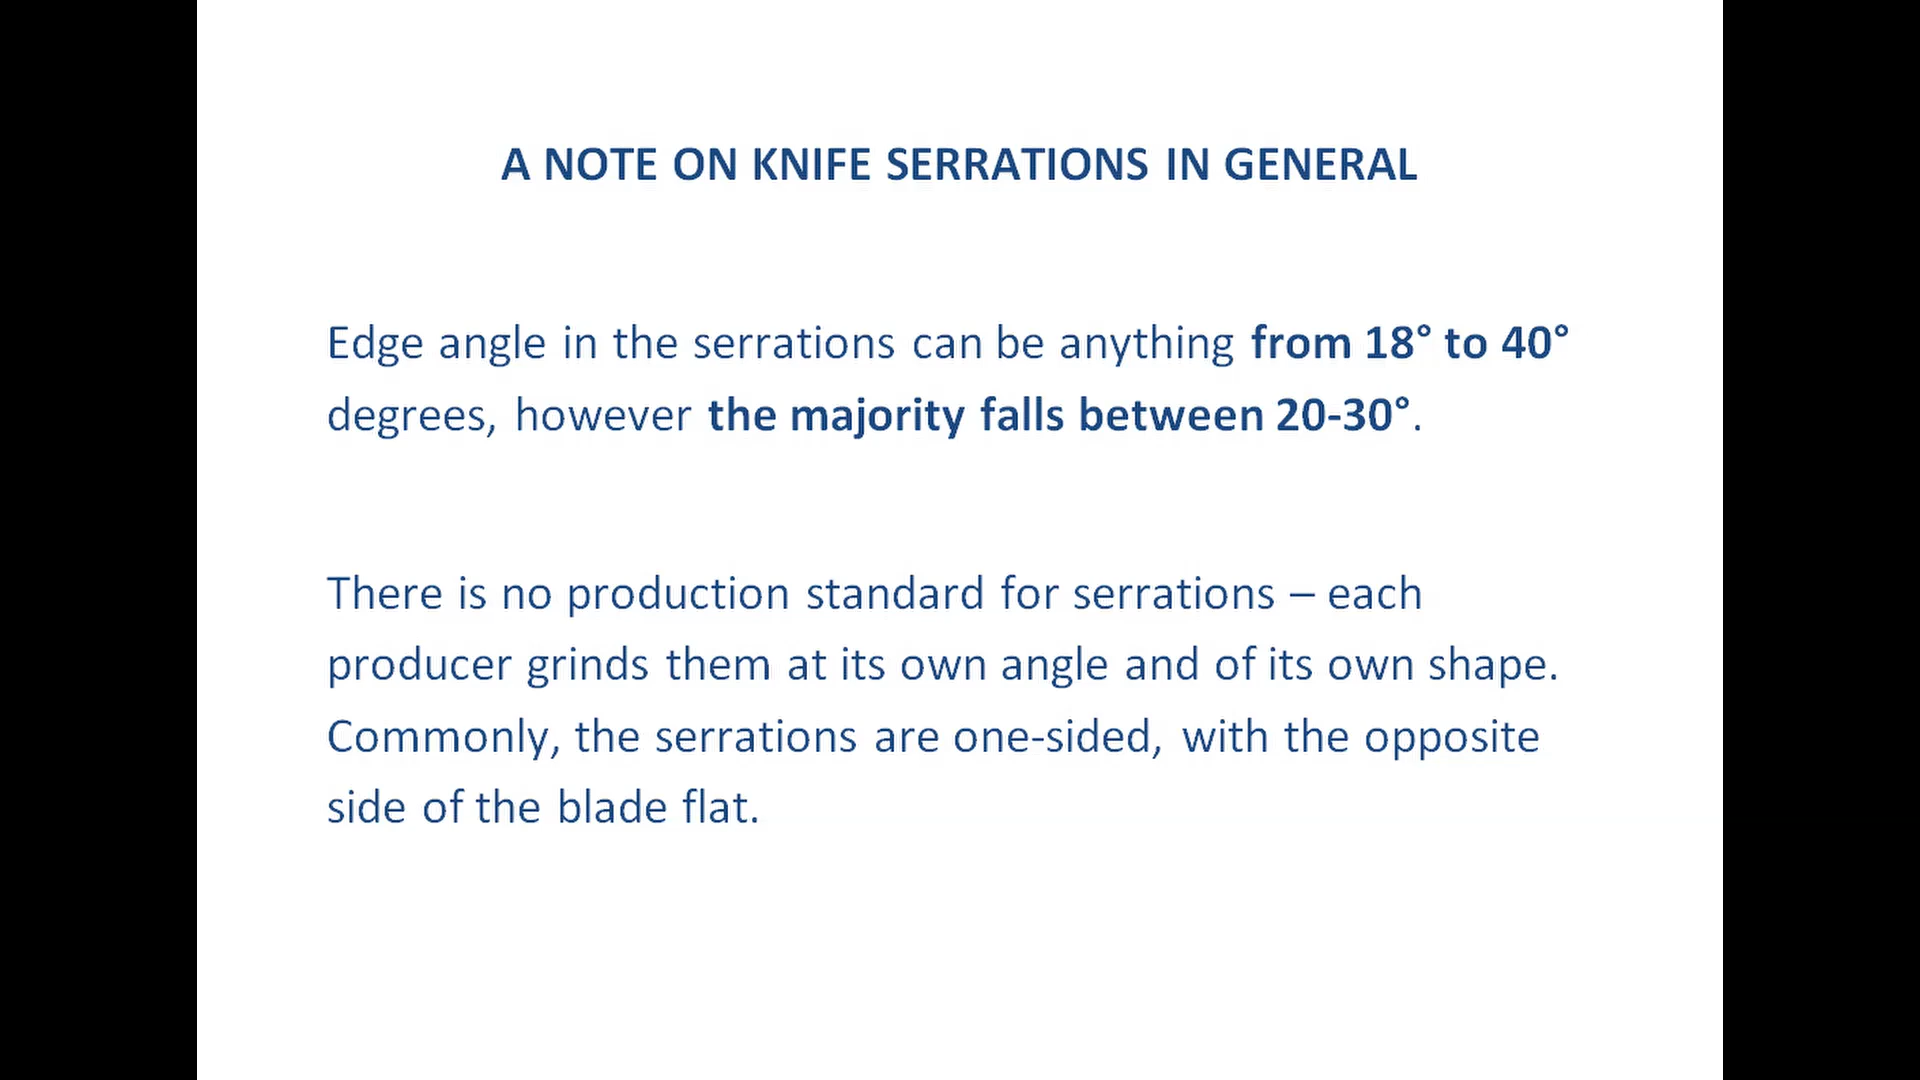 A NOTE ON KNIFE SERRATIONS IN GENERAL
Edge angle in the serrations can be anything from 18° to 40°
degrees, however the majority falls between 20-30°.
There is no production standard for serrations – each
producer grinds them at its own angle and of its own shape.
Commonly, the serrations are one-sided, with the opposite
side of the blade flat.